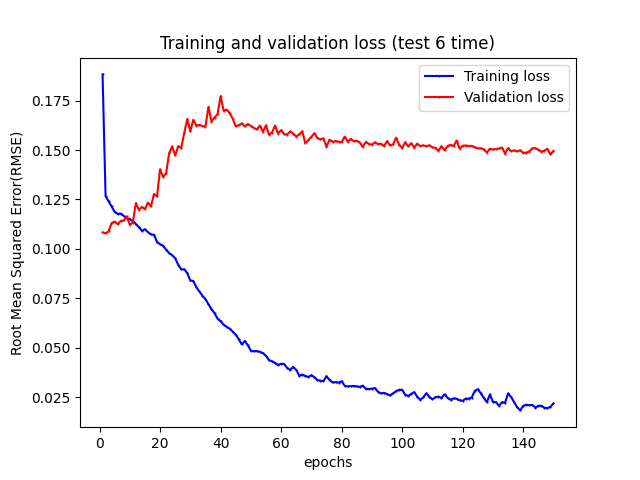 Training and validation loss (test 6 time)
Training loss
Validation loss
Root Mean Squared Error(RMSE)
0.175
0.150
0.125
0.100
0.075
0.050
0.025
0 20 40 60 80 100 120 140
epochs